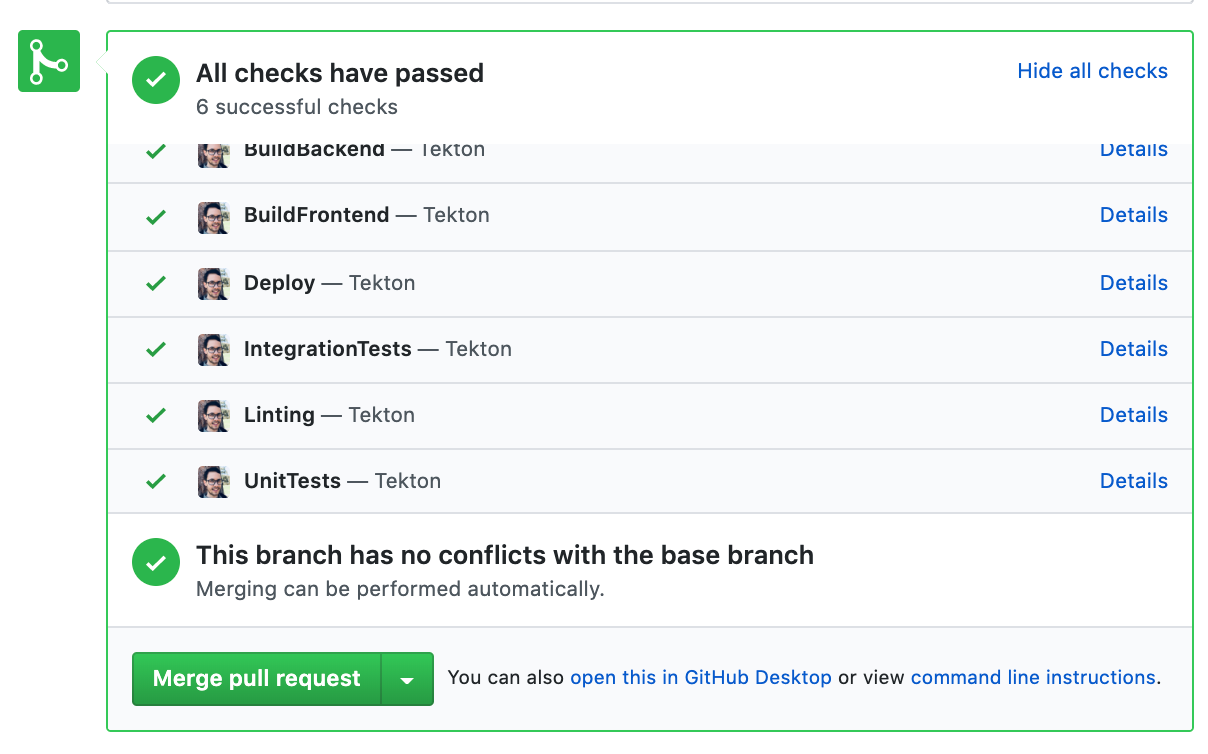 All checks have passed
Hide all checks
6 successful checks
BuildBackend — Tekton Details
BuildFrontend — Tekton Details
Deploy — Tekton Details
IntegrationTests — Tekton Details
Linting — Tekton Details
UnitTests — Tekton Details
This branch has no conflicts with the base branch
Merging can be performed automatically.
Merge pull request You can also open this in GitHub Desktop or view command line instructions.